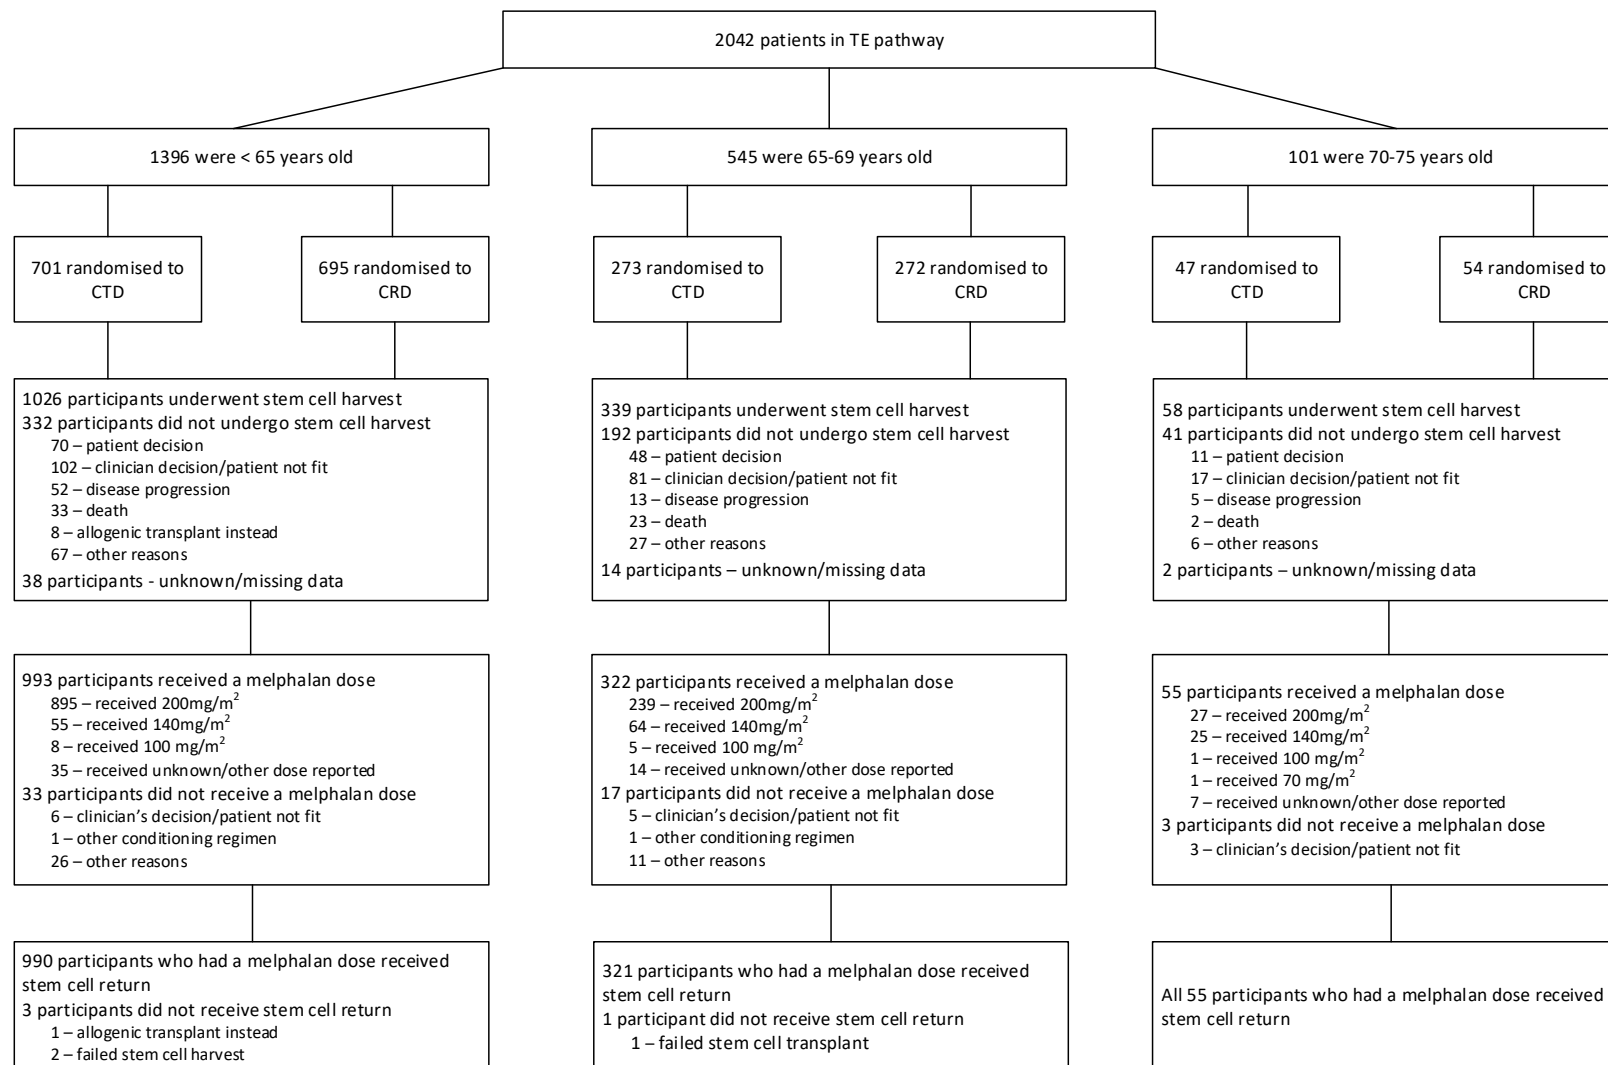 2042 patients in TE pathway
1396 were < 65 years old
545 were 65-69 years old
101 were 70-75 years old
701 randomised to
CTD
695 randomised to
CRD
273 randomised to
CTD
272 randomised to
CRD
47 randomised to
CTD
54 randomised to
CRD
1026 participants underwent stem cell harvest
332 participants did not undergo stem cell harvest
70 – patient decision
102 – clinician decision/patient not fit
52 – disease progression
33 – death
8 – allogenic transplant instead
67 – other reasons
38 participants - unknown/missing data
339 participants underwent stem cell harvest
192 participants did not undergo stem cell harvest
48 – patient decision
81 – clinician decision/patient not fit
13 – disease progression
23 – death
27 – other reasons
14 participants – unknown/missing data
58 participants underwent stem cell harvest
41 participants did not undergo stem cell harvest
11 – patient decision
17 – clinician decision/patient not fit
5 – disease progression
2 – death
6 – other reasons
2 participants – unknown/missing data
993 participants received a melphalan dose
895 – received 200mg/m²
55 – received 140mg/m²
8 – received 100 mg/m²
35 – received unknown/other dose reported
33 participants did not receive a melphalan dose
6 – clinician’s decision/patient not fit
1 – other conditioning regimen
26 – other reasons
322 participants received a melphalan dose
239 – received 200mg/m²
64 – received 140mg/m²
5 – received 100 mg/m²
14 – received unknown/other dose reported
17 participants did not receive a melphalan dose
5 – clinician’s decision/patient not fit
1 – other conditioning regimen
11 – other reasons
55 participants received a melphalan dose
27 – received 200mg/m²
25 – received 140mg/m²
1 – received 100 mg/m²
1 – received 70 mg/m²
7 – received unknown/other dose reported
3 participants did not receive a melphalan dose
3 – clinician’s decision/patient not fit
990 participants who had a melphalan dose received
stem cell return
3 participants did not receive stem cell return
1 – allogenic transplant instead
2 – failed stem cell harvest
321 participants who had a melphalan dose received
stem cell return
1 participant did not receive stem cell return
1 – failed stem cell transplant
All 55 participants who had a melphalan dose received
stem cell return